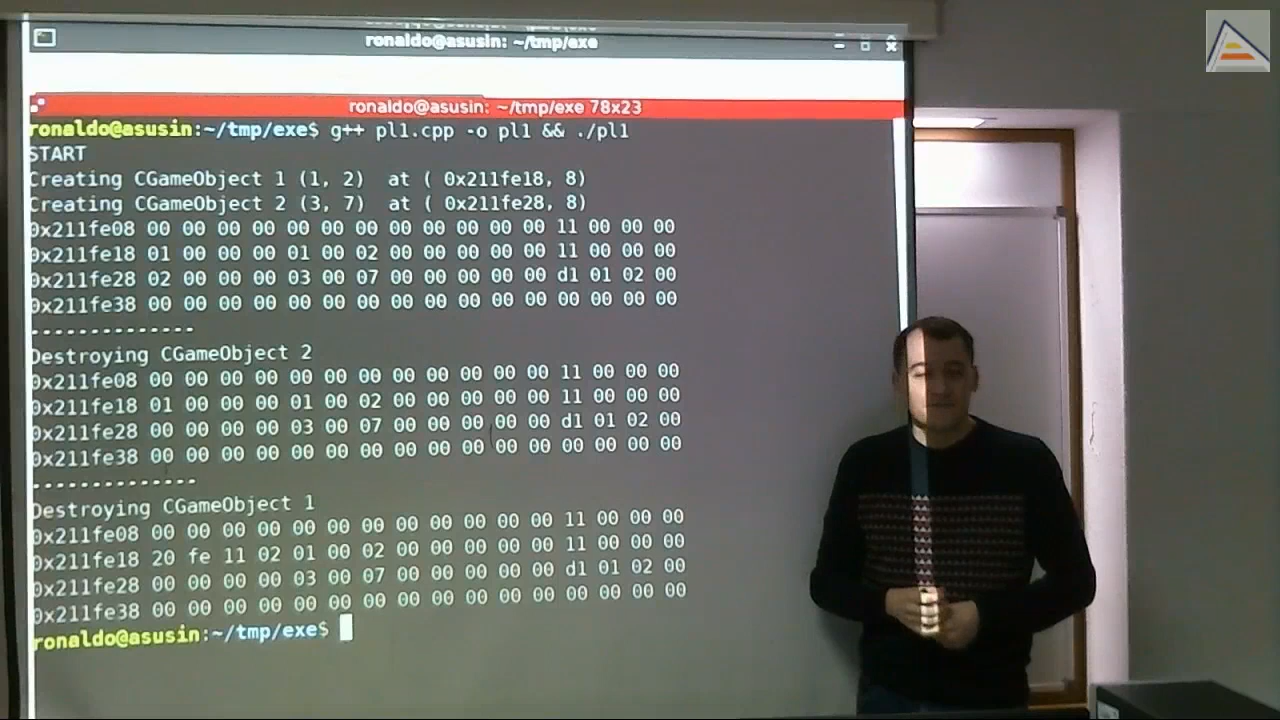 ronaldo@asusin: ~/tmp/exe
ronaldo@asusin: ~/tmp/exe 78x23
ronaldo@asusin:~/tmp/exe$ g++ pl1.cpp -o pl1 && ./pl1
START
Creating CGameObject 1 (1, 2)  at ( 0x211fe18, 8)
Creating CGameObject 2 (3, 7)  at ( 0x211fe28, 8)
0x211fe08 00 00 00 00 00 00 00 00 00 00 00 00 11 00 00 00
0x211fe18 01 00 00 00 01 00 02 00 00 00 00 00 11 00 00 00
0x211fe28 02 00 00 00 03 00 07 00 00 00 00 00 d1 01 02 00
0x211fe38 00 00 00 00 00 00 00 00 00 00 00 00 00 00 00 00
--------------
Destroying CGameObject 2
0x211fe08 00 00 00 00 00 00 00 00 00 00 00 00 11 00 00 00
0x211fe18 01 00 00 00 01 00 02 00 00 00 00 00 11 00 00 00
0x211fe28 00 00 00 00 03 00 07 00 00 00 00 00 d1 01 02 00
0x211fe38 00 00 00 00 00 00 00 00 00 00 00 00 00 00 00 00
--------------
Destroying CGameObject 1
0x211fe08 00 00 00 00 00 00 00 00 00 00 00 00 11 00 00 00
0x211fe18 20 fe 11 02 01 00 02 00 00 00 00 00 11 00 00 00
0x211fe28 00 00 00 00 03 00 07 00 00 00 00 00 d1 01 02 00
0x211fe38 00 00 00 00 00 00 00 00 00 00 00 00 00 00 00 00
ronaldo@asusin:~/tmp/exe$